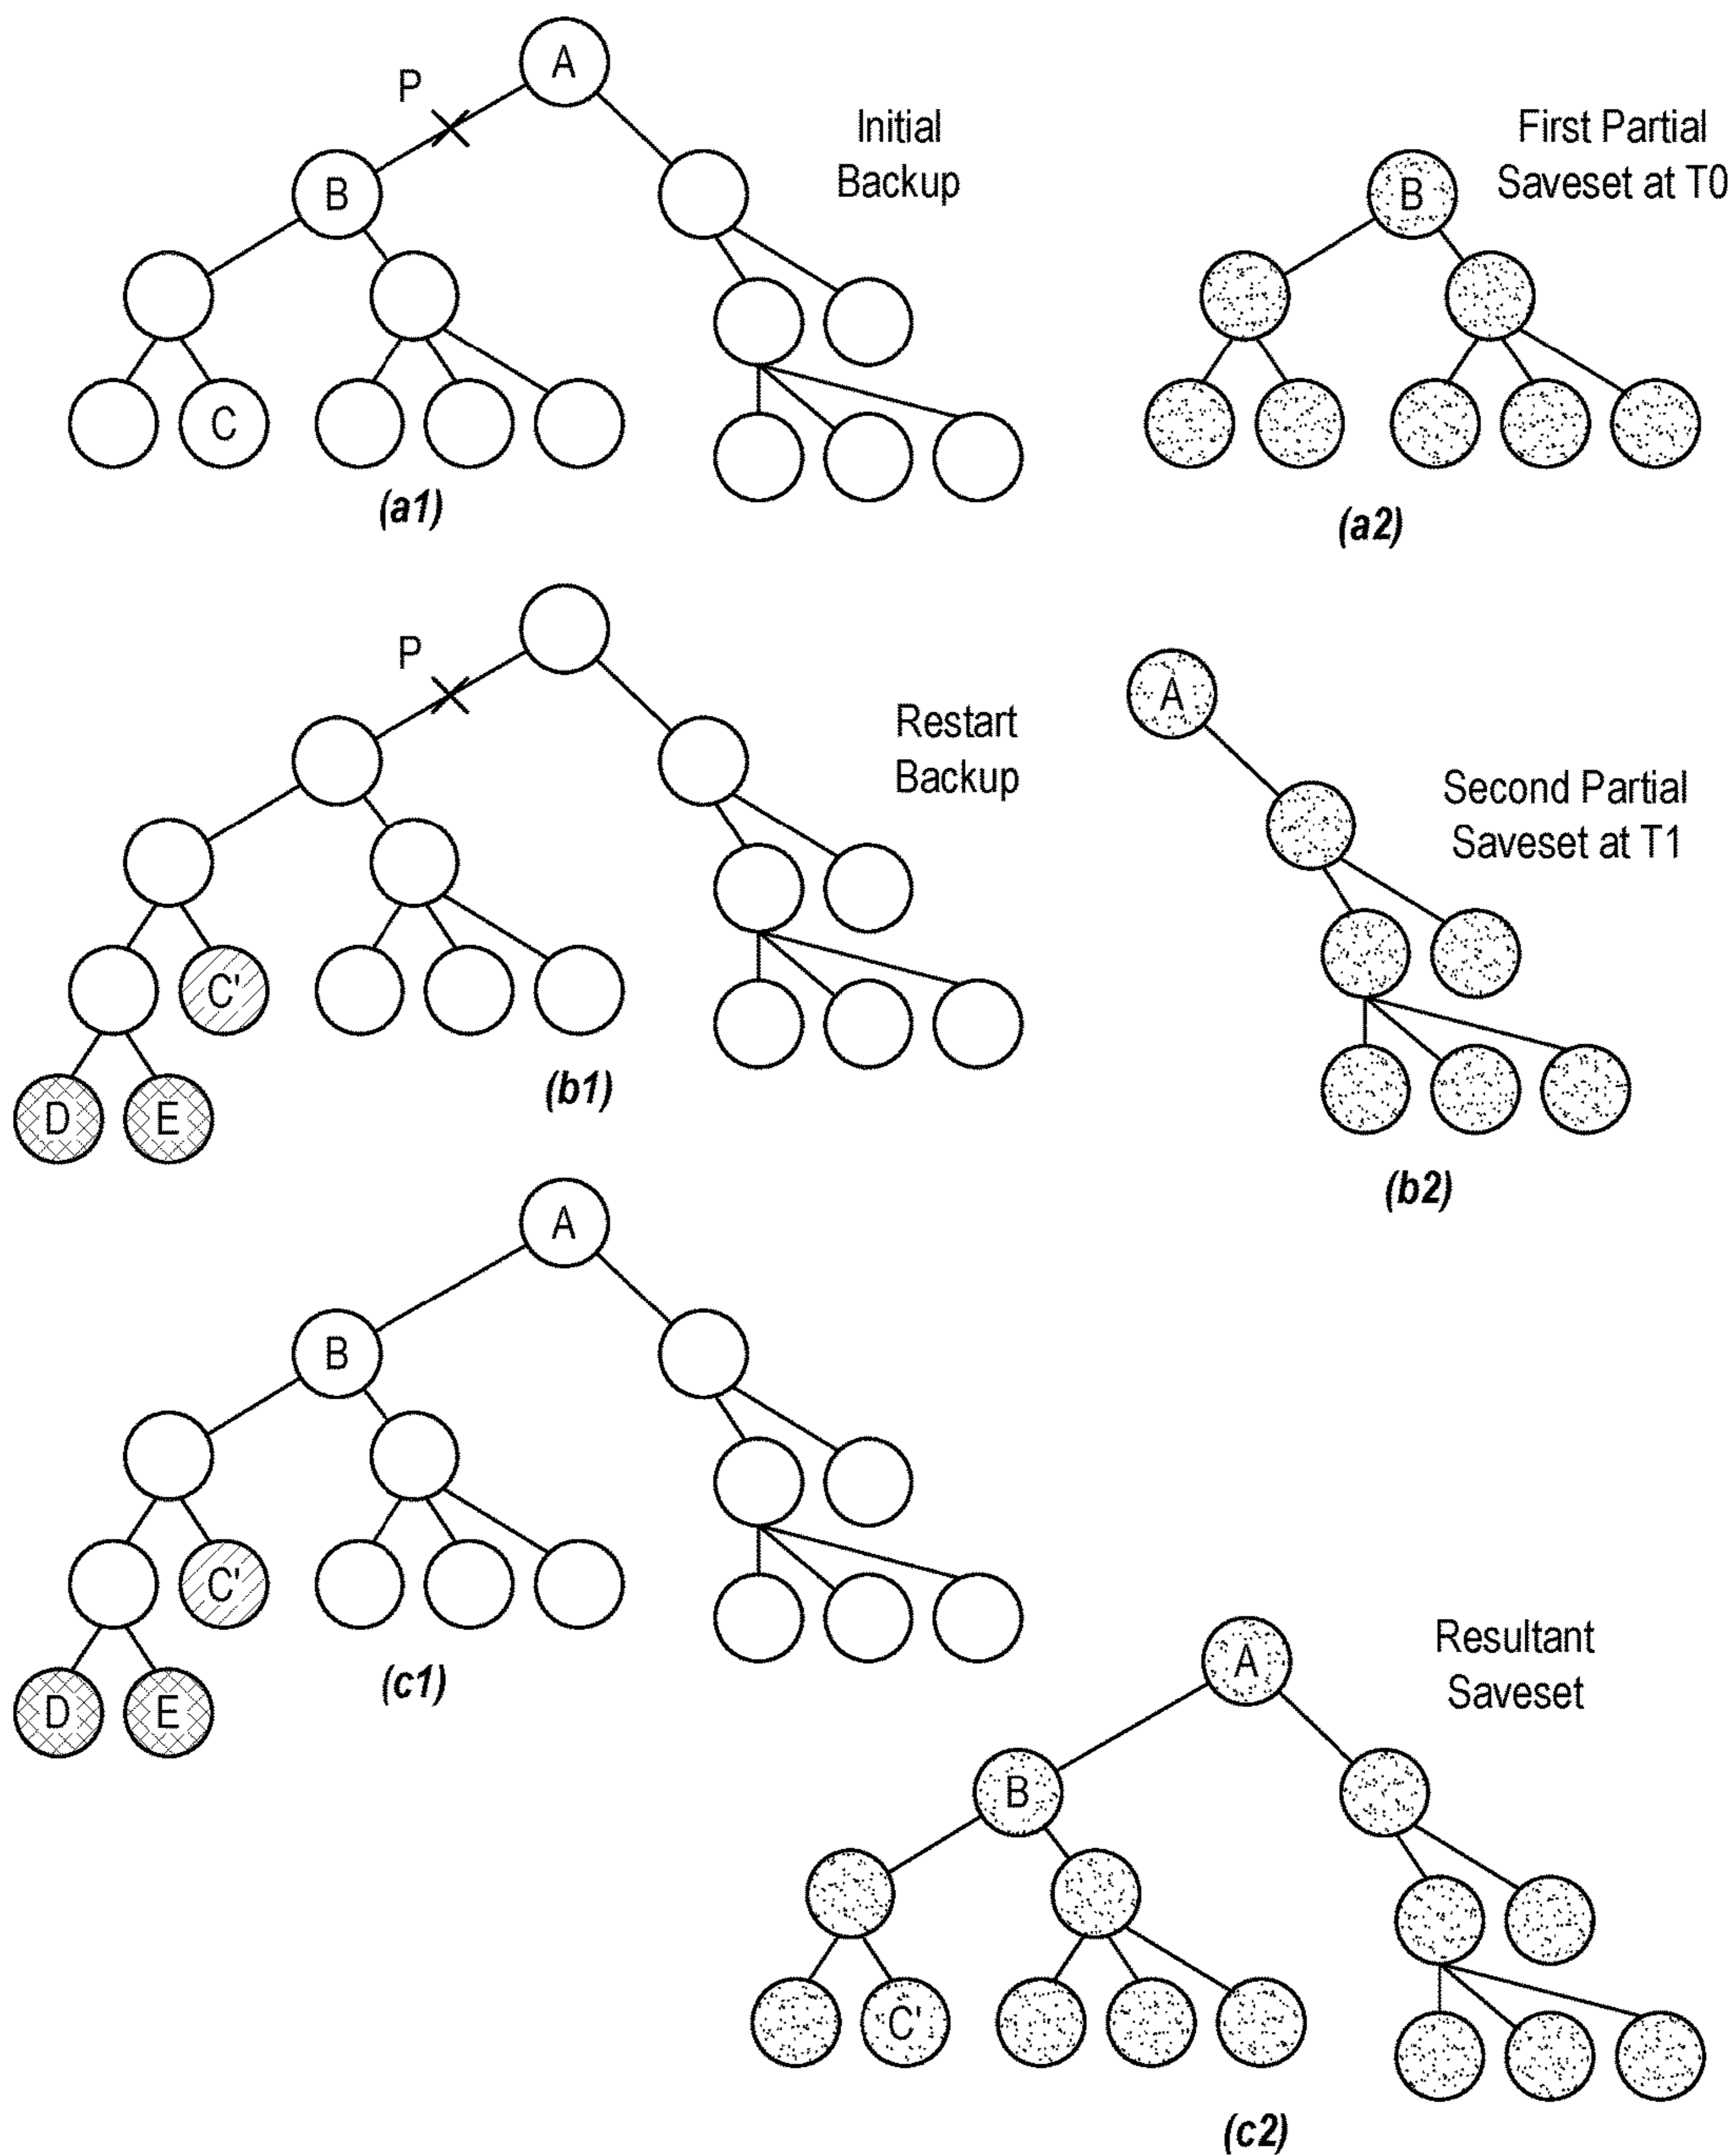 A
P
Initial
Backup
First Partial
Saveset at T0
B
B
C
(a1)
(a2)
P
A
Restart
Backup
Second Partial
Saveset at T1
C'
D
E
(b1)
(b2)
A
B
C'
D
E
(c1)
Resultant
Saveset
A
B
C'
(c2)